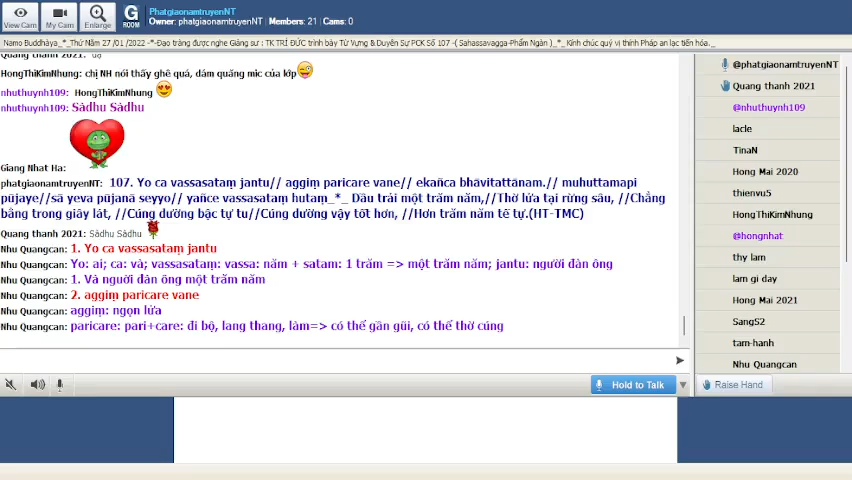 View Cam
My Cam
Enlarge
G
ROOM
PhatgiaonamtruyenNT
Owner: phatgiaonamtruyenNT | Members: 21 | Cams: 0
Namo Buddhàya_*_Thứ Năm 27 /01 /2022 -*-Đạo tràng được nghe Giảng sư : TK TRÍ ĐỨC trình bày Từ Vựng & Duyên Sự PCK Số 107 -( Sahassavagga-Phẩm Ngàn )_*_ Kính chúc quý vị thính Pháp an lạc tiến hóa._
HongThiKimNhung: chị NH nói thấy ghê quá, dám quăng mic của lớp
nhuthuynh109: HongThiKimNhung
nhuthuynh109: Sàdhu Sàdhu
Giang Nhat Ha:
phatgiaonamtruyenNT: 107. Yo ca vassasataṃ jantu// aggiṃ paricare vane// ekañca bhāvitattānaṃ.// muhuttamapi
pūjaye//sā yeva pūjanā seyyo// yañce vassasataṃ hutaṃ_*_ Dầu trải một trăm năm,//Thờ lửa tại rừng sâu, //Chẳng
bằng trong giây lát, //Cúng dường bậc tự tu//Cúng dường vậy tốt hơn, //Hơn trăm năm tế tự.(HT-TMC)
Quang thanh 2021: Sàdhu Sàdhu
Nhu Quangcan: 1. Yo ca vassasataṃ jantu
Nhu Quangcan: Yo: ai; ca: và; vassasataṃ: vassa: năm + sataṃ: 1 trăm => một trăm năm; jantu: người đàn ông
Nhu Quangcan: 1. Và người đàn ông một trăm năm
Nhu Quangcan: 2. aggiṃ paricare vane
Nhu Quangcan: aggiṃ: ngọn lửa
Nhu Quangcan: paricare: pari+care: đi bộ, lang thang, làm=> có thể gần gũi, có thể thờ cúng
Hold to Talk
@phatgiaonamtruyenNT
Quang thanh 2021
@nhuthuynh109
lacle
TinaN
Hong Mai 2020
thienvu5
HongThiKimNhung
@hongnhat
thy lam
lam gi day
Hong Mai 2021
SangS2
tam-hanh
Nhu Quangcan
Raise Hand